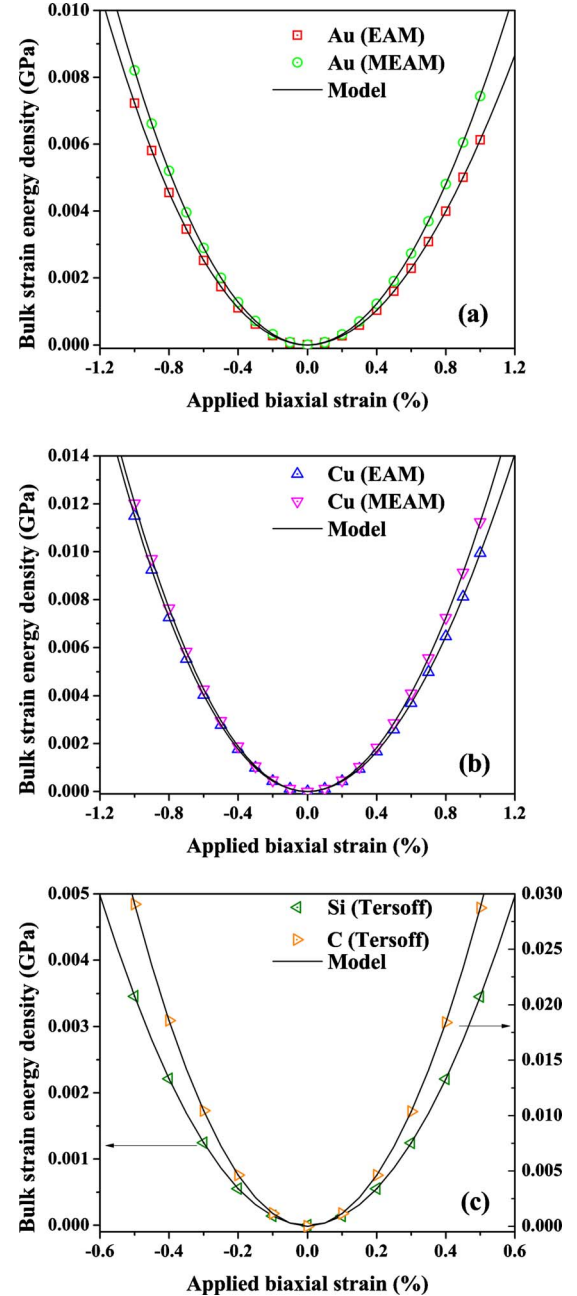 0.010
Au (EAM)
Au (MEAM)
Model
0.008
0.006
0.004
0.002
0.000
Bulk strain energy density (GPa)
(a)
-1.2 -0.8 -0.4 0.0 0.4 0.8 1.2
Applied biaxial strain (%)
0.014
Cu (EAM)
Cu (MEAM)
Model
0.012
0.010
0.008
0.006
0.004
0.002
0.000
Bulk strain energy density (GPa)
(b)
-1.2 -0.8 -0.4 0.0 0.4 0.8 1.2
Applied biaxial strain (%)
0.005
Si (Tersoff)
C (Tersoff)
Model
0.004
0.003
0.002
0.001
0.000
Bulk strain energy density (GPa)
0.030
0.025
0.020
0.015
0.010
0.005
0.000
(c)
-0.6 -0.4 -0.2 0.0 0.2 0.4 0.6
Applied biaxial strain (%)